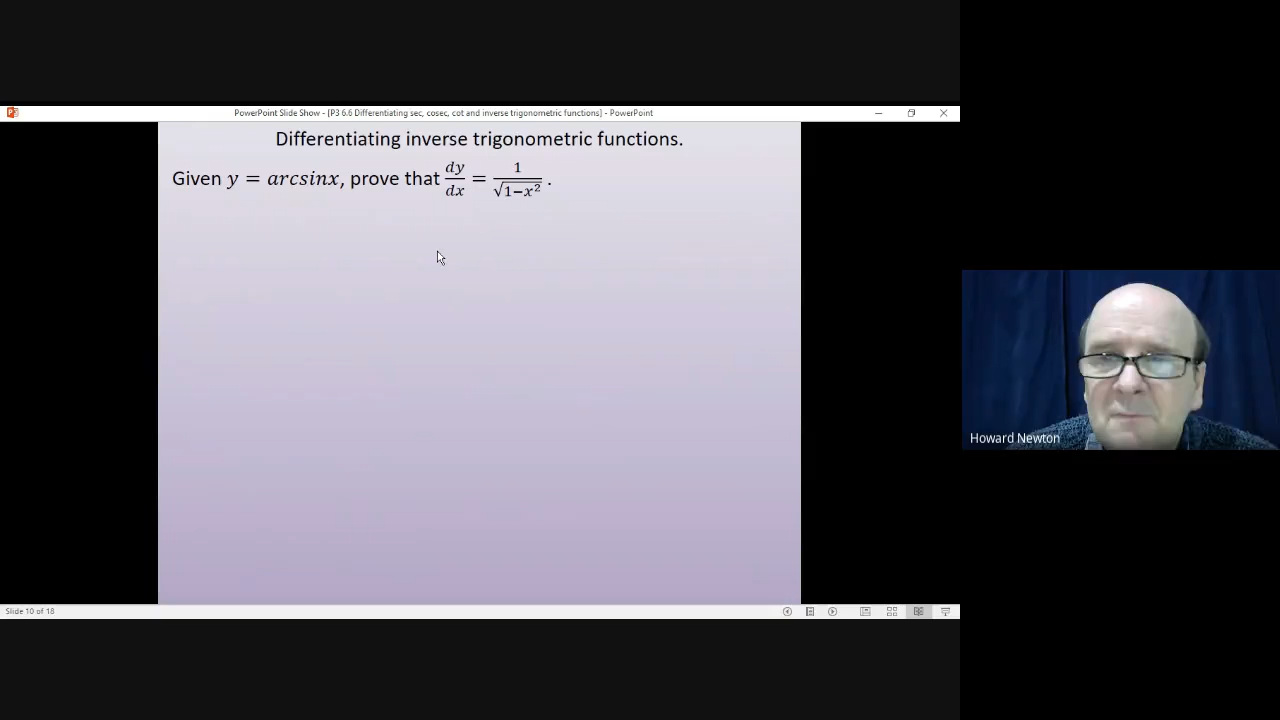 PowerPoint Slide Show - [P3 6.6 Differentiating sec, cosec, cot and inverse trigonometric functions] - PowerPoint
Differentiating inverse trigonometric functions.
Given y = arcsinx, prove that dy/dx = 1/√1−x² .
Howard Newton
Slide 10 of 18